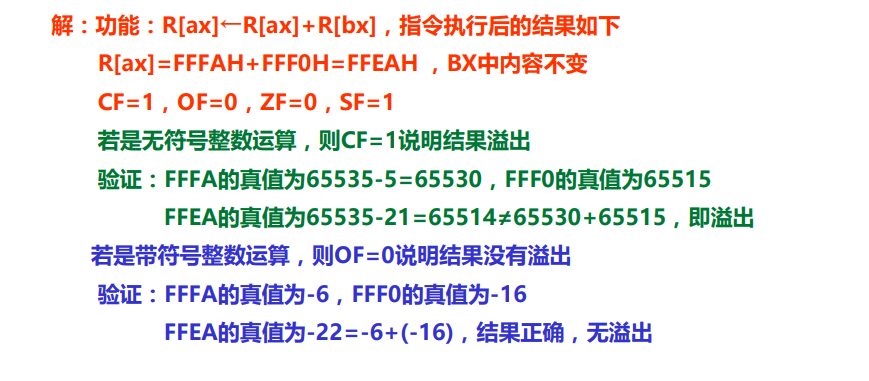 解：功能：R[ax]←R[ax]+R[bx]，指令执行后的结果如下
R[ax]=FFFAH+FFF0H=FFEAH ，BX中内容不变
CF=1，OF=0，ZF=0，SF=1
若是无符号整数运算，则CF=1说明结果溢出
验证：FFFA的真值为65535-5=65530，FFF0的真值为65515
FFEA的真值为65535-21=65514≠65530+65515，即溢出
若是带符号整数运算，则OF=0说明结果没有溢出
验证：FFFA的真值为-6，FFF0的真值为-16
FFEA的真值为-22=-6+(-16)，结果正确，无溢出